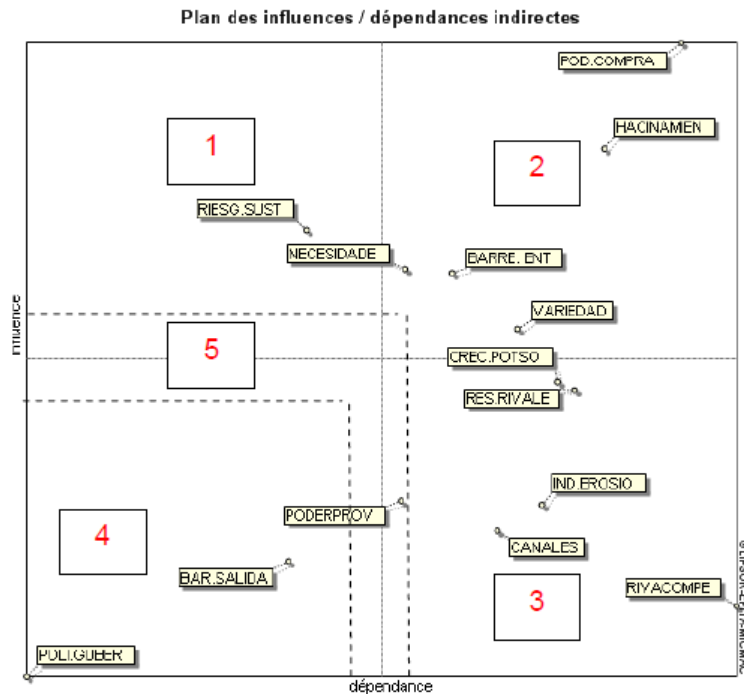 Plan des influences / dépendances indirectes
POD.COMPRA
HACINAMIEN
1
2
RIESG.SUST
NECESIDADE
BARRE. ENT
VARIEDAD
influence
5
CREC.POTSO
RES.RIVALE
IND.EROSIO
PODERPROV
4
CANALES
BAR.SALIDA
3
RIVACOMPE
POLI.GUBER
dépendance